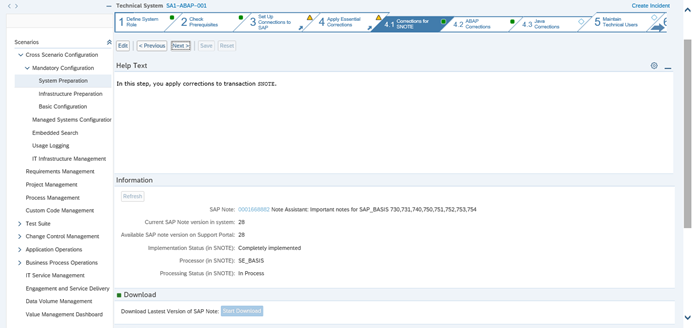 Technical System SA1-ABAP-001
Create Incident
1 Define System Role
2 Check Prerequisites
3 Set Up Connections to SAP
4 Apply Essential Corrections
4.1 Corrections for SNOTE
4.2 ABAP Corrections
4.3 Java Corrections
5 Maintain Technical Users
6
Edit < Previous Next > Save Reset
Scenarios
Cross Scenario Configuration
Mandatory Configuration
System Preparation
Infrastructure Preparation
Basic Configuration
Managed Systems Configuration
Embedded Search
Usage Logging
IT Infrastructure Management
Requirements Management
Project Management
Process Management
Custom Code Management
Test Suite
Change Control Management
Application Operations
Business Process Operations
IT Service Management
Engagement and Service Delivery
Data Volume Management
Value Management Dashboard
Help Text
In this step, you apply corrections to transaction SNOTE.
Information
Refresh
SAP Note: 0001668882 Note Assistant: Important notes for SAP_BASIS 730,731,740,750,751,752,753,754
Current SAP Note version in system: 28
Available SAP note version on Support Portal: 28
Implementation Status (in SNOTE): Completely implemented
Processor (in SNOTE): SE_BASIS
Processing Status (in SNOTE): In Process
Download
Download Lastest Version of SAP Note: Start Download